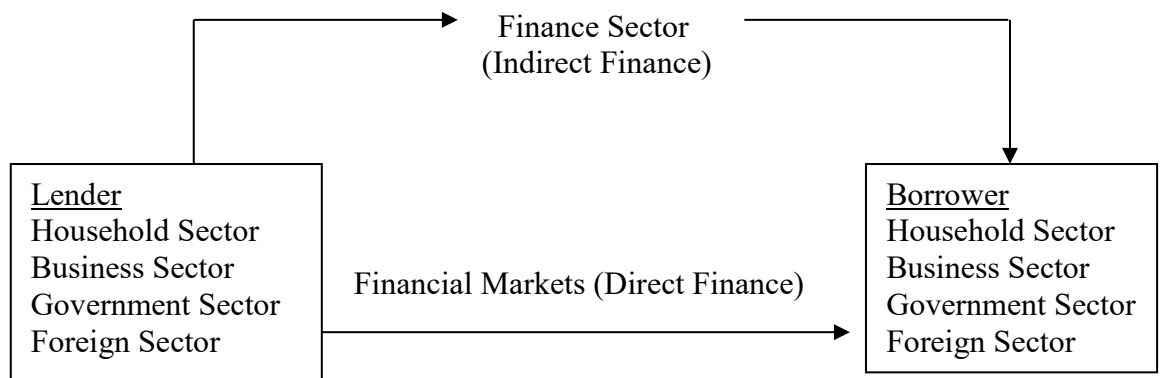 Finance Sector
(Indirect Finance)
Lender
Household Sector
Business Sector
Government Sector
Foreign Sector
Financial Markets (Direct Finance)
Borrower
Household Sector
Business Sector
Government Sector
Foreign Sector